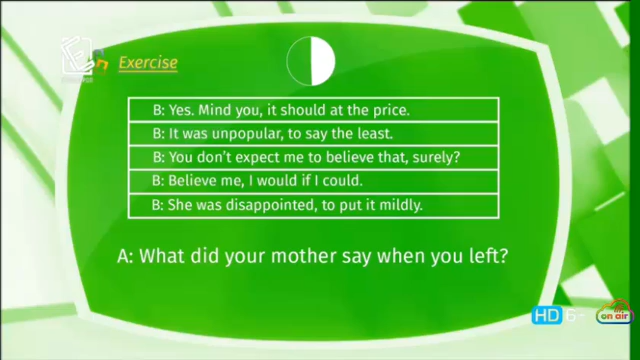 Exercise
B: Yes. Mind you, it should at the price.
B: It was unpopular, to say the least.
B: You don't expect me to believe that, surely?
B: Believe me, I would if I could.
B: She was disappointed, to put it mildly.
A: What did your mother say when you left?
HD 6-
on air